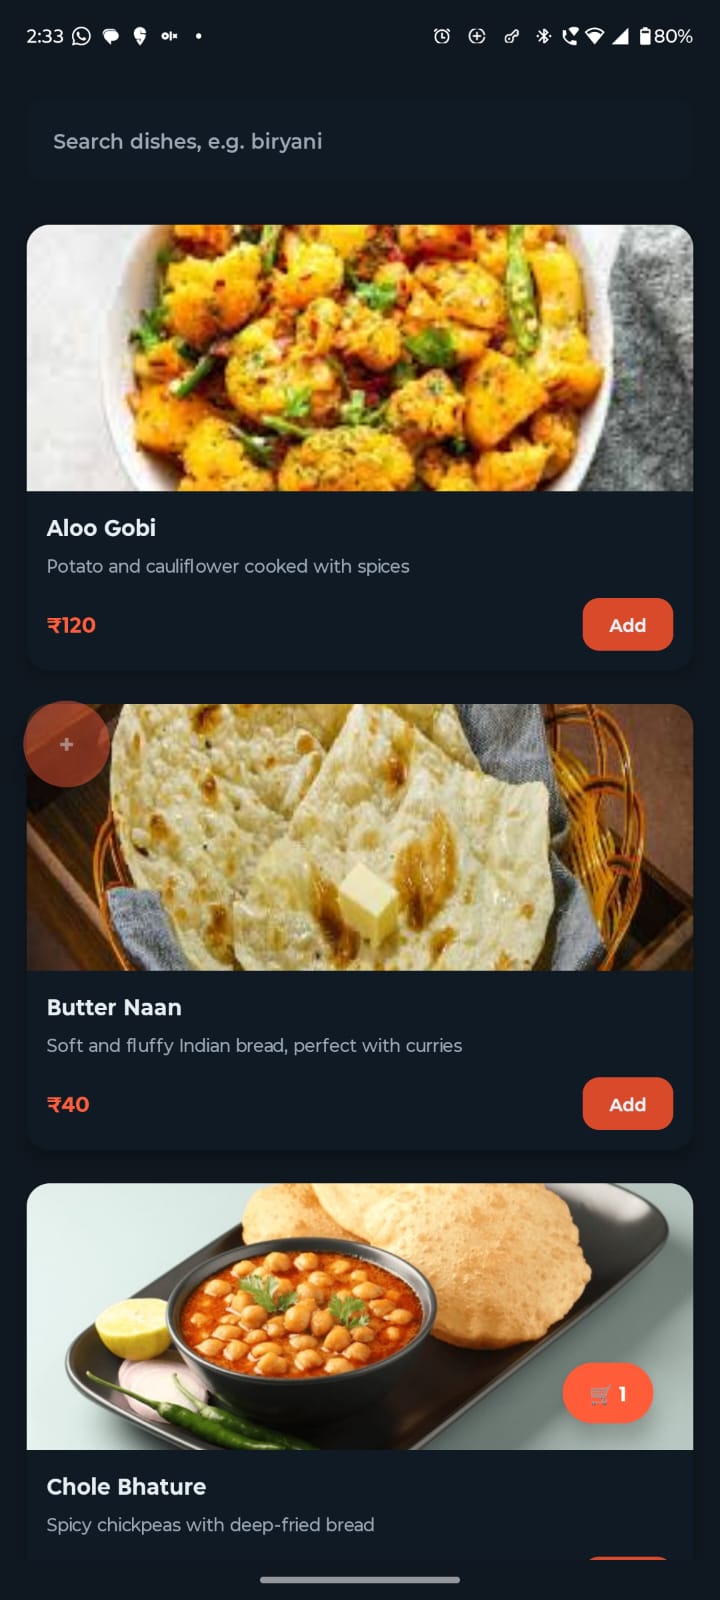 2:33
80%
Search dishes, e.g. biryani
Aloo Gobi
Potato and cauliflower cooked with spices
₹120
Add
+
Butter Naan
Soft and fluffy Indian bread, perfect with curries
₹40
Add
1
Chole Bhature
Spicy chickpeas with deep-fried bread